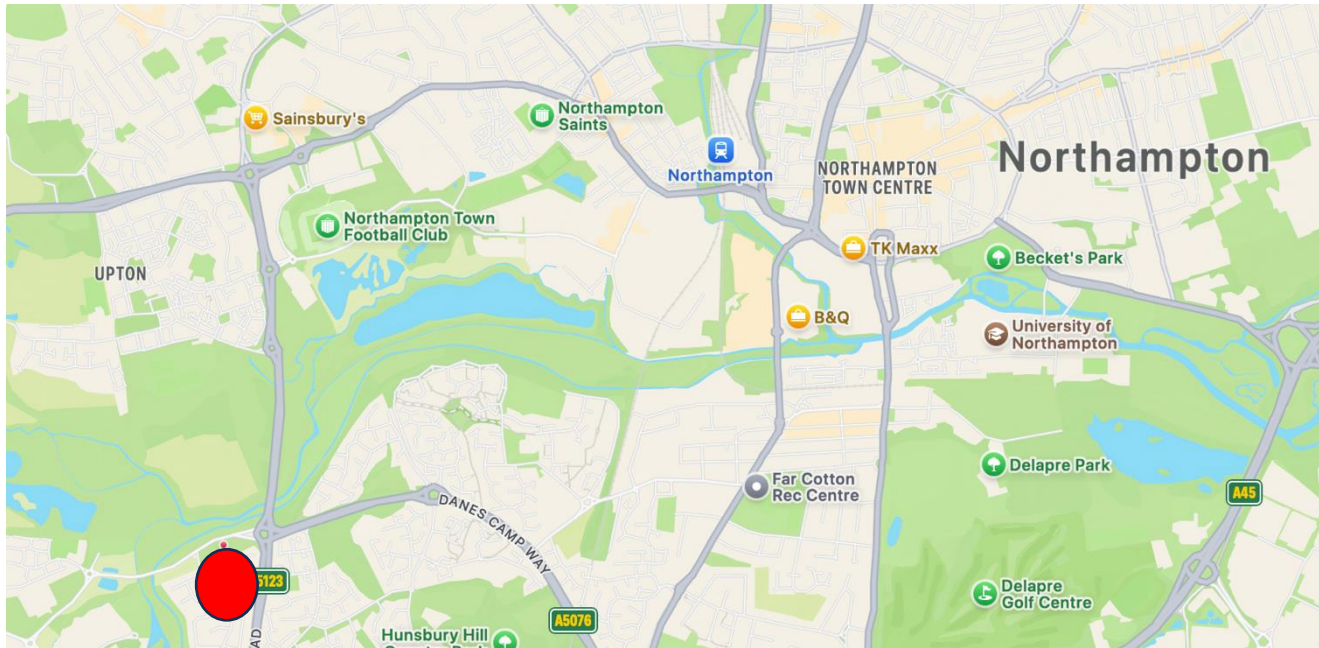 Sainsbury's
Northampton
Saints
Northampton
NORTHAMPTON
TOWN CENTRE
Northampton
Northampton Town
Football Club
TK Maxx
Becket's Park
UPTON
B&Q
University of
Northampton
Delapre Park
Far Cotton
Rec Centre
A45
DANES CAMP WAY
5123
Delapre
Golf Centre
A5076
Hunsbury Hill
AD